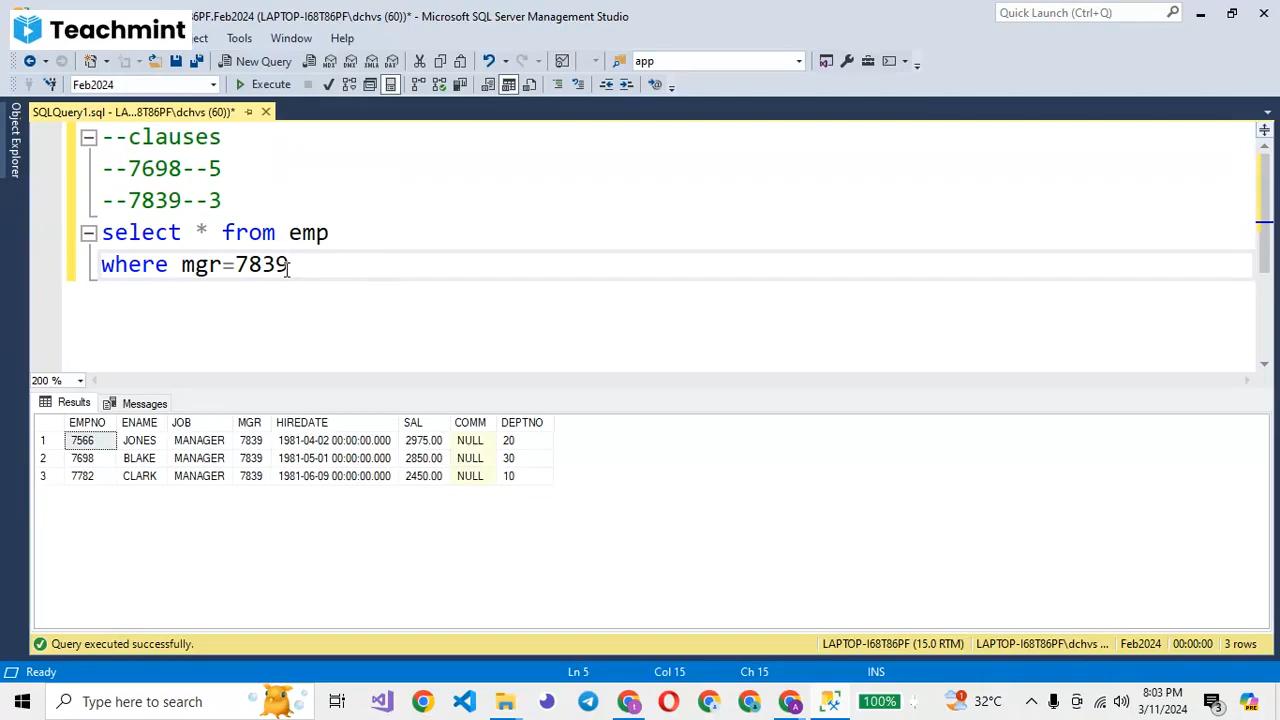 Teachmint
PF.Feb2024 (LAPTOP-I68T86PF\dchvs (60))* - Microsoft SQL Server Management Studio
Quick Launch (Ctrl+Q)
ect Tools Window Help
New Query
app
Feb2024
Execute
SQLQuery1.sql - LA...8T86PF\dchvs (60))*
Object Explorer
--clauses
--7698--5
--7839--3
select * from emp
where mgr=7839
200 %
Results Messages
EMPNO ENAME JOB MGR HIREDATE SAL COMM DEPTNO
1 7566 JONES MANAGER 7839 1981-04-02 00:00:00.000 2975.00 NULL 20
2 7698 BLAKE MANAGER 7839 1981-05-01 00:00:00.000 2850.00 NULL 30
3 7782 CLARK MANAGER 7839 1981-06-09 00:00:00.000 2450.00 NULL 10
Query executed successfully.
LAPTOP-I68T86PF (15.0 RTM) LAPTOP-I68T86PF\dchvs ... Feb2024 00:00:00 3 rows
Ready Ln 5 Col 15 Ch 15 INS
Type here to search
100%
32°C
8:03 PM
3/11/2024